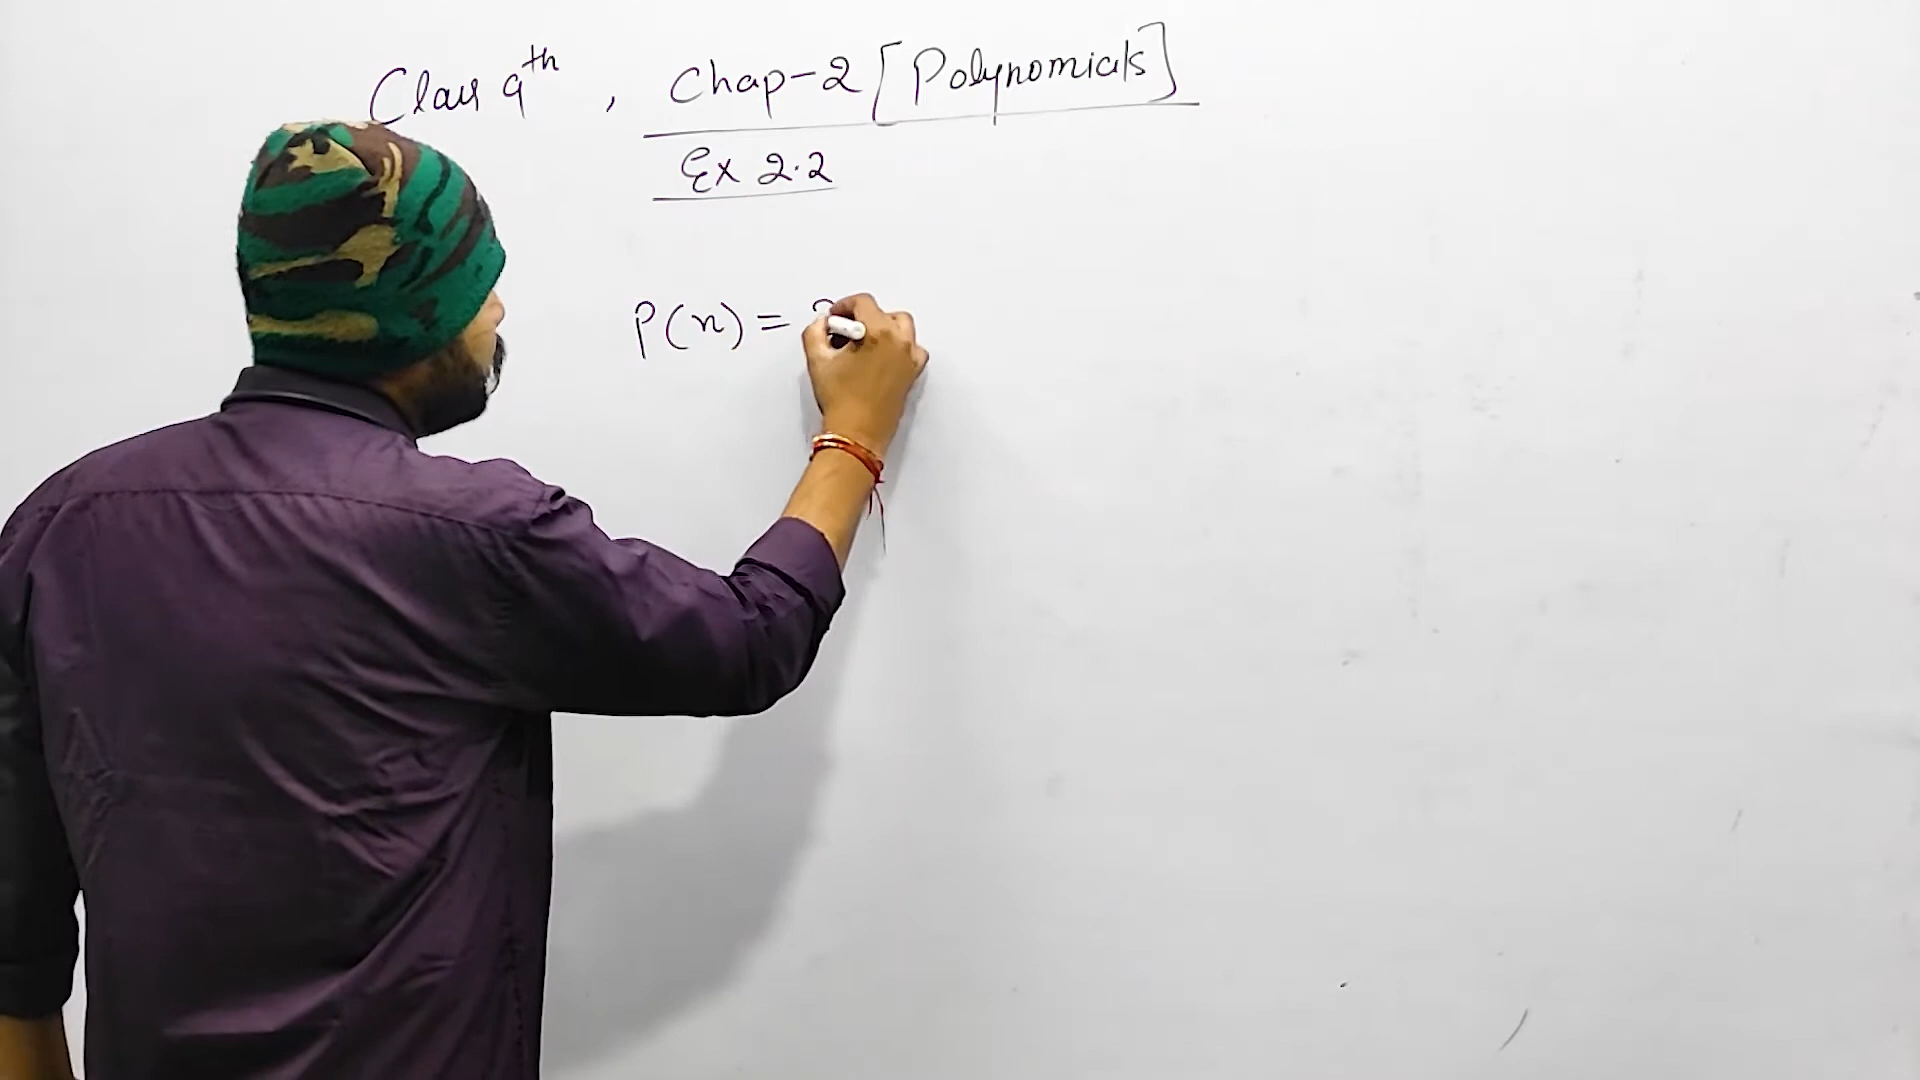 Class 9th, Chap-2 [Polynomials]
Ex 2.2
P(x) =